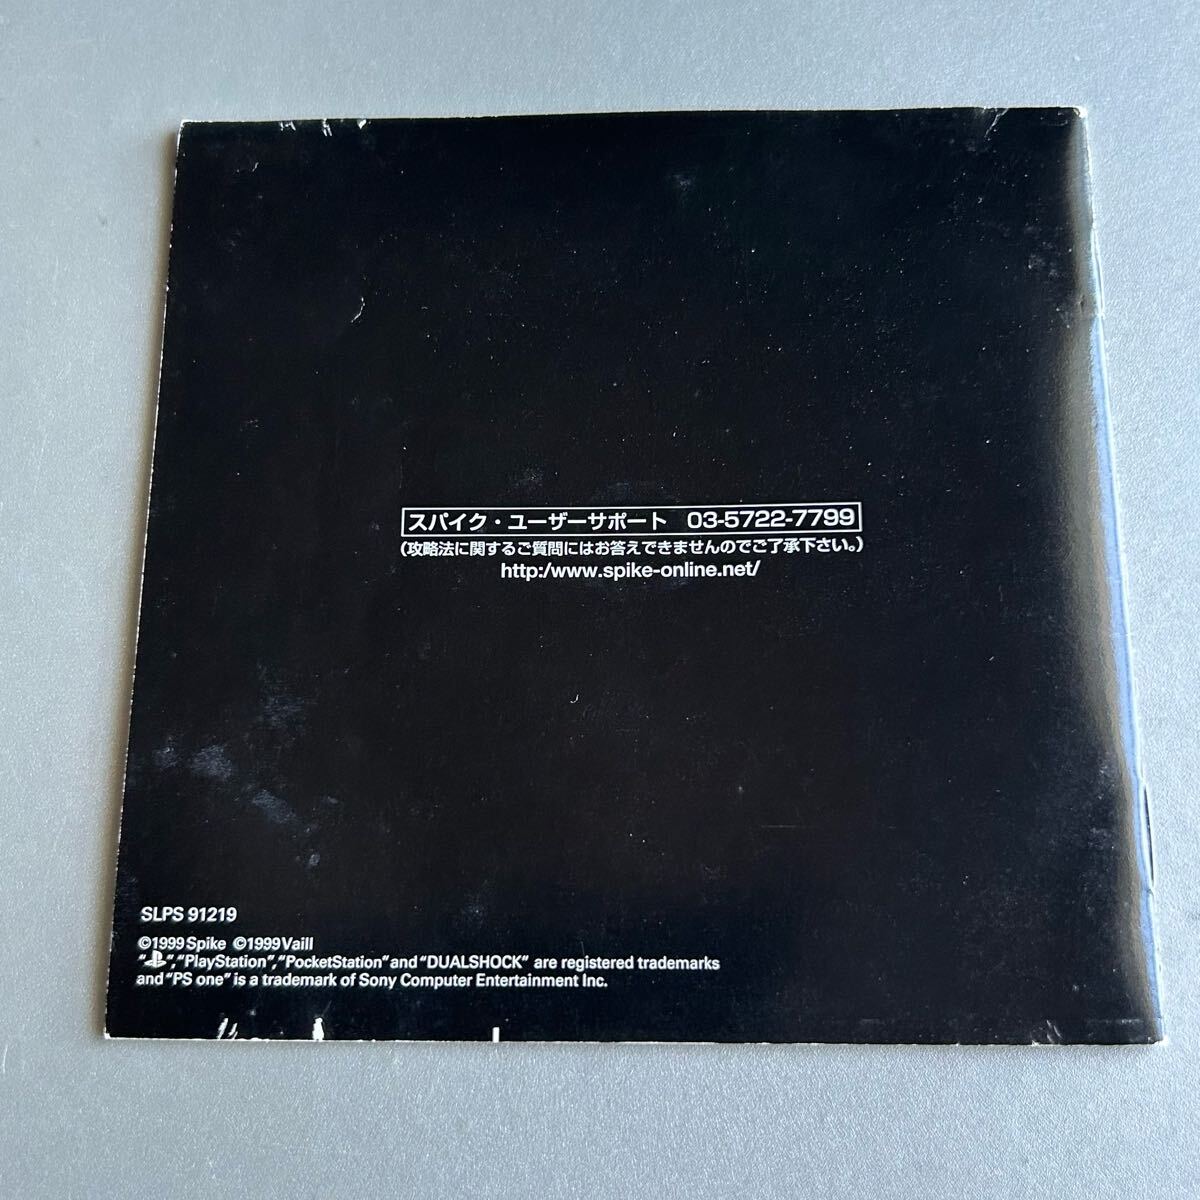 スパイク・ユーザーサポート 03-5722-7799
（攻略法に関するご質問にはお答えできませんのでご了承下さい。）
http:/www.spike-online.net/
SLPS 91219
©1999 Spike ©1999 Vaill
" ","PlayStation","PocketStation" and "DUALSHOCK" are registered trademarks
and "PS one" is a trademark of Sony Computer Entertainment Inc.